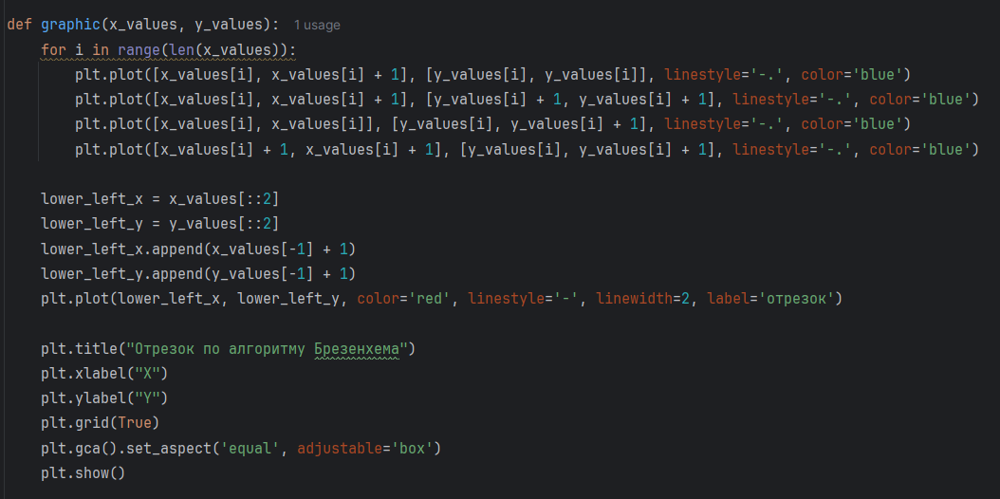 def graphic(x_values, y_values): 1 usage
    for i in range(len(x_values)):
        plt.plot([x_values[i], x_values[i] + 1], [y_values[i], y_values[i]], linestyle='-.', color='blue')
        plt.plot([x_values[i], x_values[i] + 1], [y_values[i] + 1, y_values[i] + 1], linestyle='-.', color='blue')
        plt.plot([x_values[i], x_values[i]], [y_values[i], y_values[i] + 1], linestyle='-.', color='blue')
        plt.plot([x_values[i] + 1, x_values[i] + 1], [y_values[i], y_values[i] + 1], linestyle='-.', color='blue')
    lower_left_x = x_values[::2]
    lower_left_y = y_values[::2]
    lower_left_x.append(x_values[-1] + 1)
    lower_left_y.append(y_values[-1] + 1)
    plt.plot(lower_left_x, lower_left_y, color='red', linestyle='-', linewidth=2, label='отрезок')
    plt.title("Отрезок по алгоритму Брезенхема")
    plt.xlabel("X")
    plt.ylabel("Y")
    plt.grid(True)
    plt.gca().set_aspect('equal', adjustable='box')
    plt.show()